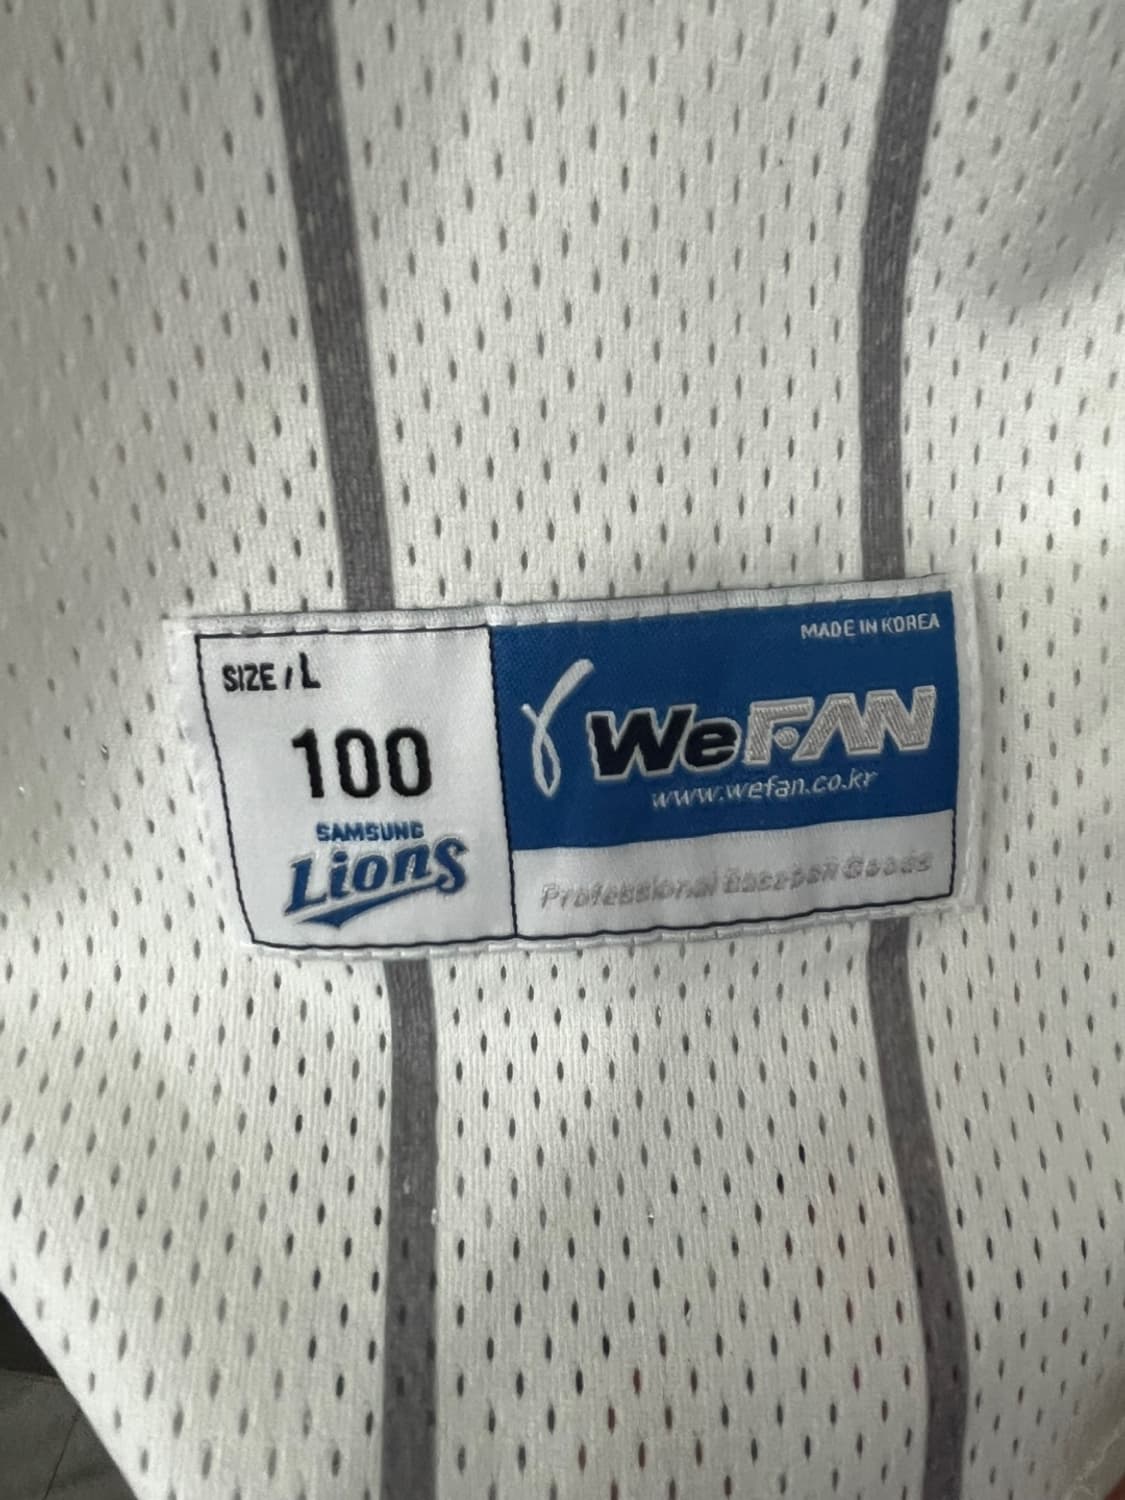 SIZE / L
100
SAMSUNG
Lions
MADE IN KOREA
WeFAN
www.wefan.co.kr
Professional Baseball Goods